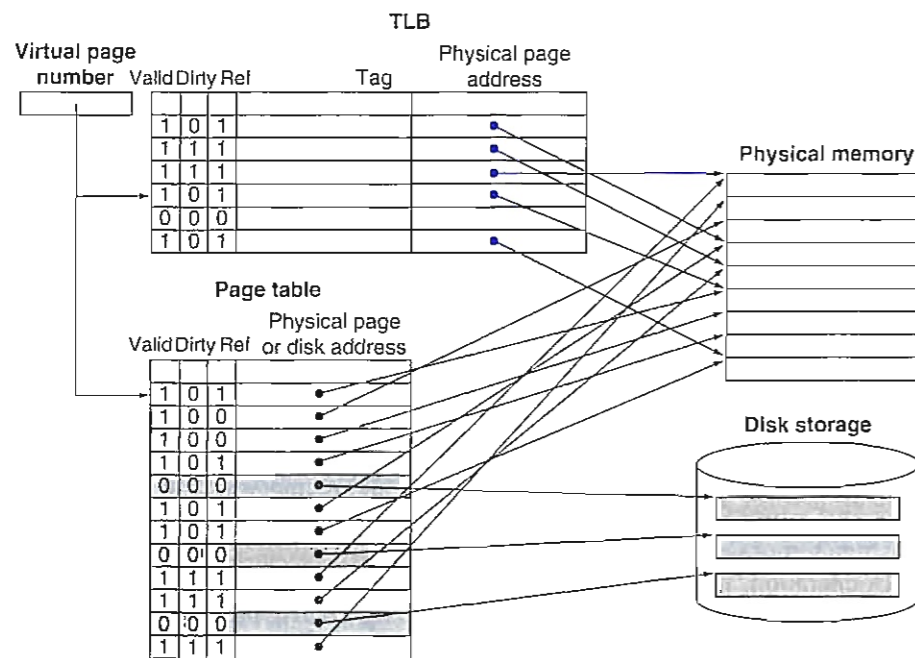 TLB
Virtual page
number
Valid Dirty Ref
Tag
Physical page
address
1 0 1
1 1 1
1 1 1
1 0 1
0 0 0
1 0 1
Physical memory
Page table
Valid Dirty Ref
Physical page
or disk address
1 0 1
1 0 0
1 0 0
1 0 1
0 0 0
1 0 1
1 0 1
0 0 0
1 1 1
1 1 1
0 0 0
1 1 1
Disk storage